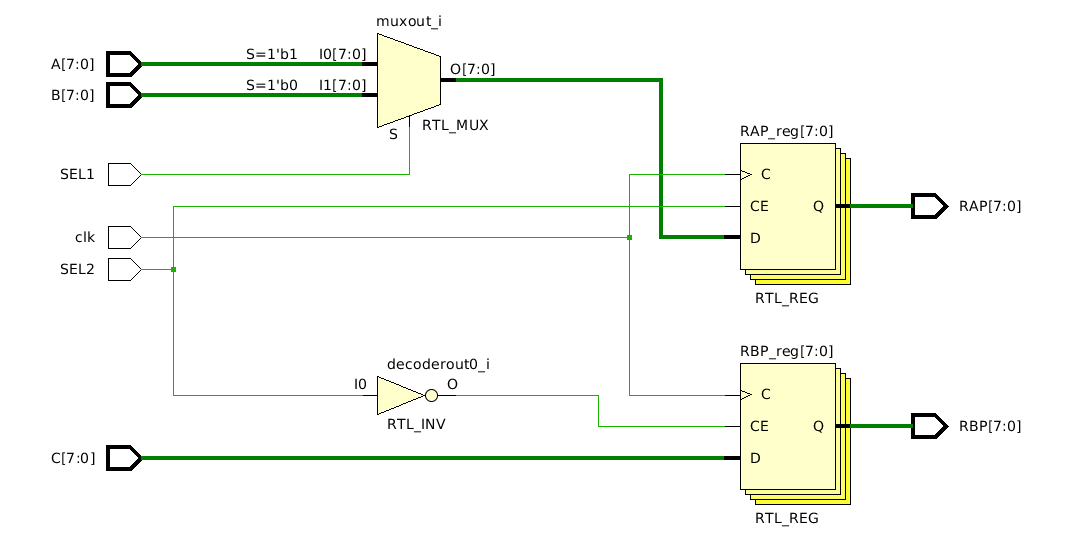 muxout_i
A[7:0] S=1'b1 I0[7:0]
O[7:0]
B[7:0] S=1'b0 I1[7:0]
S RTL_MUX
RAP_reg[7:0]
SEL1
C
CE Q RAP[7:0]
clk
D
SEL2
RTL_REG
RBP_reg[7:0]
decoderout0_i
I0 O
C
RTL_INV
CE Q RBP[7:0]
C[7:0]
D
RTL_REG